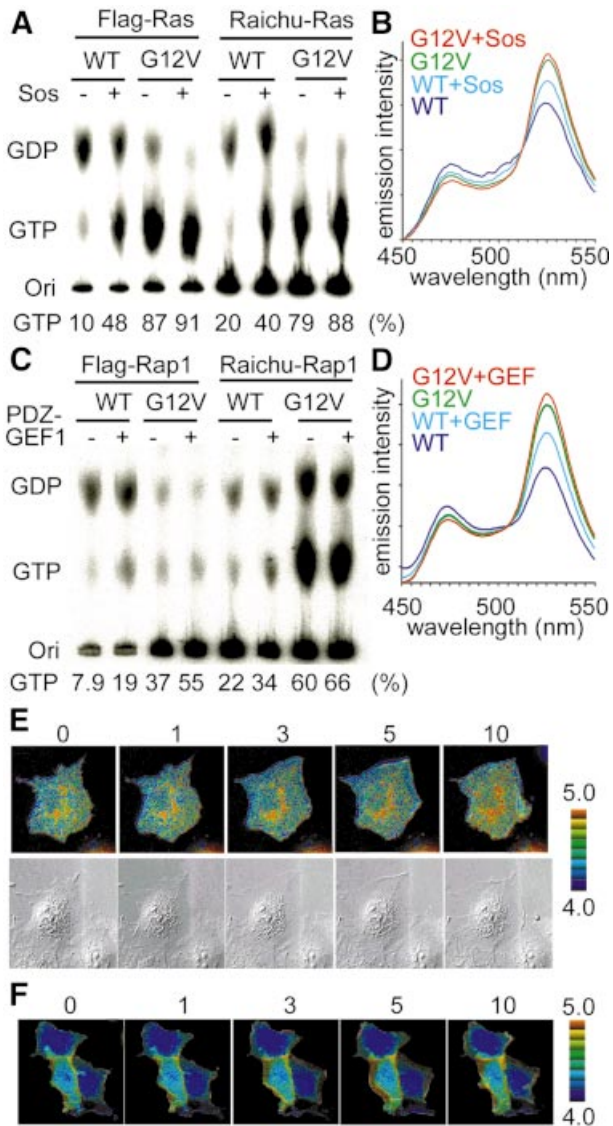 A Flag-Ras Raichu-Ras
WT G12V WT G12V
Sos - + - + - + - +
GDP
GTP
Ori
GTP 10 48 87 91 20 40 79 88 (%)
B
G12V+Sos
G12V
WT+Sos
WT
emission intensity
450 500 550
wavelength (nm)
C Flag-Rap1 Raichu-Rap1
WT G12V WT G12V
PDZ-
GEF1 - + - + - + - +
GDP
GTP
Ori
GTP 7.9 19 37 55 22 34 60 66 (%)
D
G12V+GEF
G12V
WT+GEF
WT
emission intensity
450 500 550
wavelength (nm)
E 0 1 3 5 10
5.0
4.0
F 0 1 3 5 10
5.0
4.0